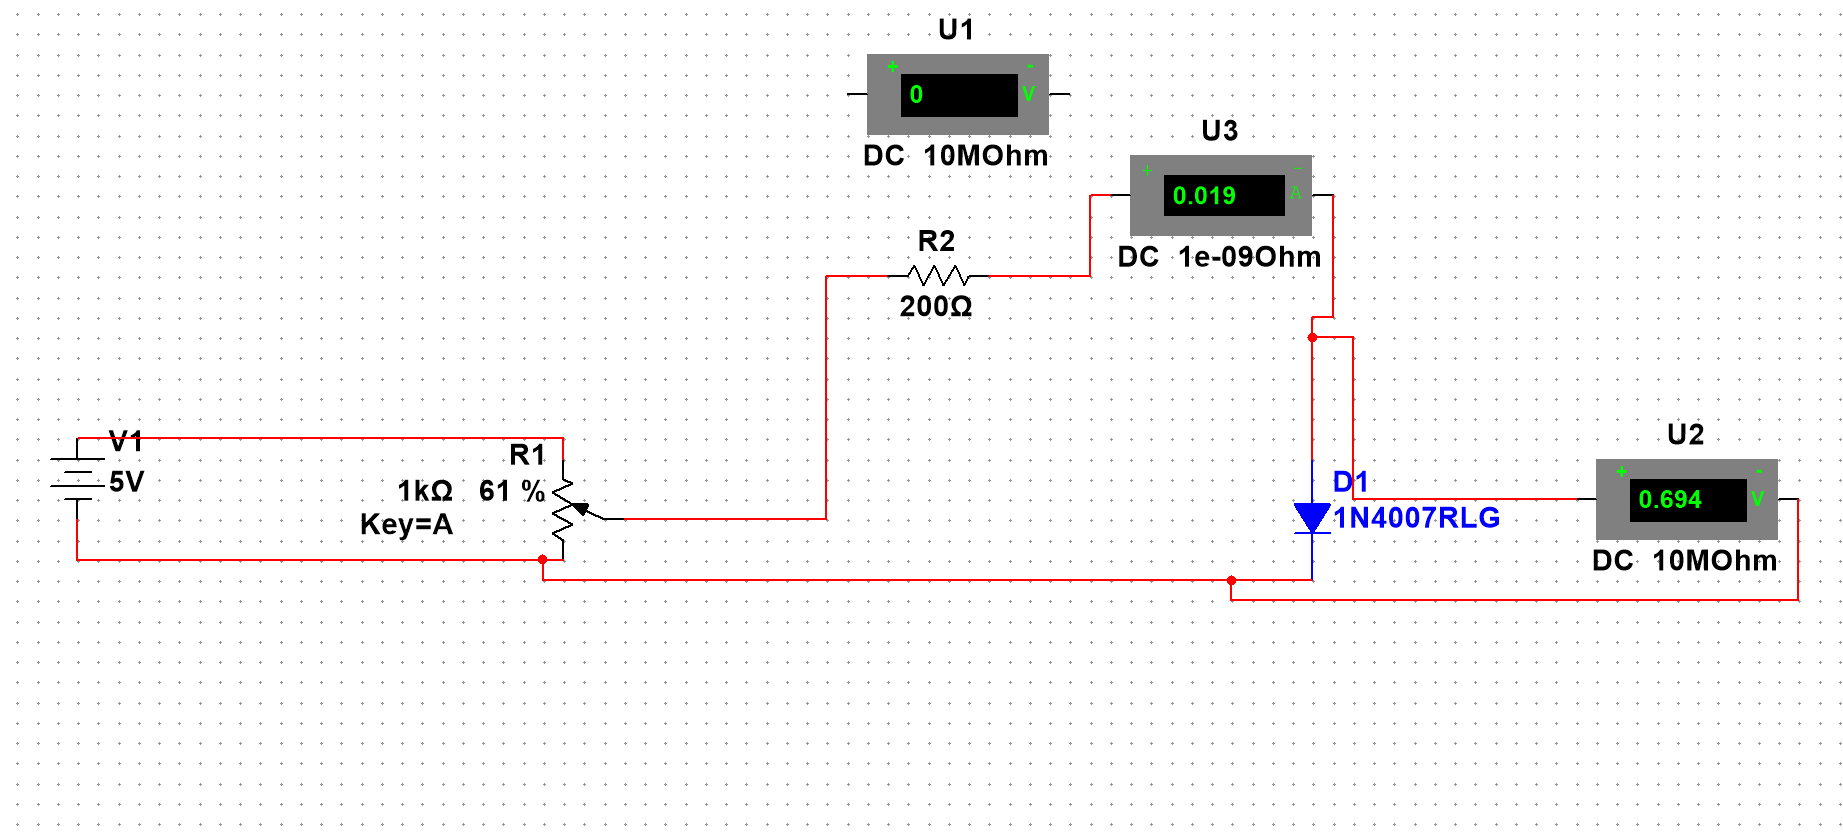 U1
+ -
0 V
DC 10MOhm
U3
+ -
0.019 A
DC 1e-09Ohm
R2
200Ω
V1
5V
R1
1kΩ 61 %
Key=A
D1
1N4007RLG
U2
+ -
0.694 V
DC 10MOhm